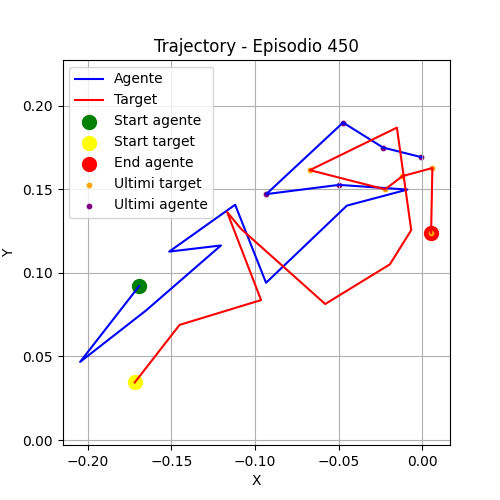 Trajectory - Episodio 450
Agente
Target
Start agente
Start target
End agente
Ultimi target
Ultimi agente
Y
0.20
0.15
0.10
0.05
0.00
−0.20
−0.15
−0.10
−0.05
0.00
X